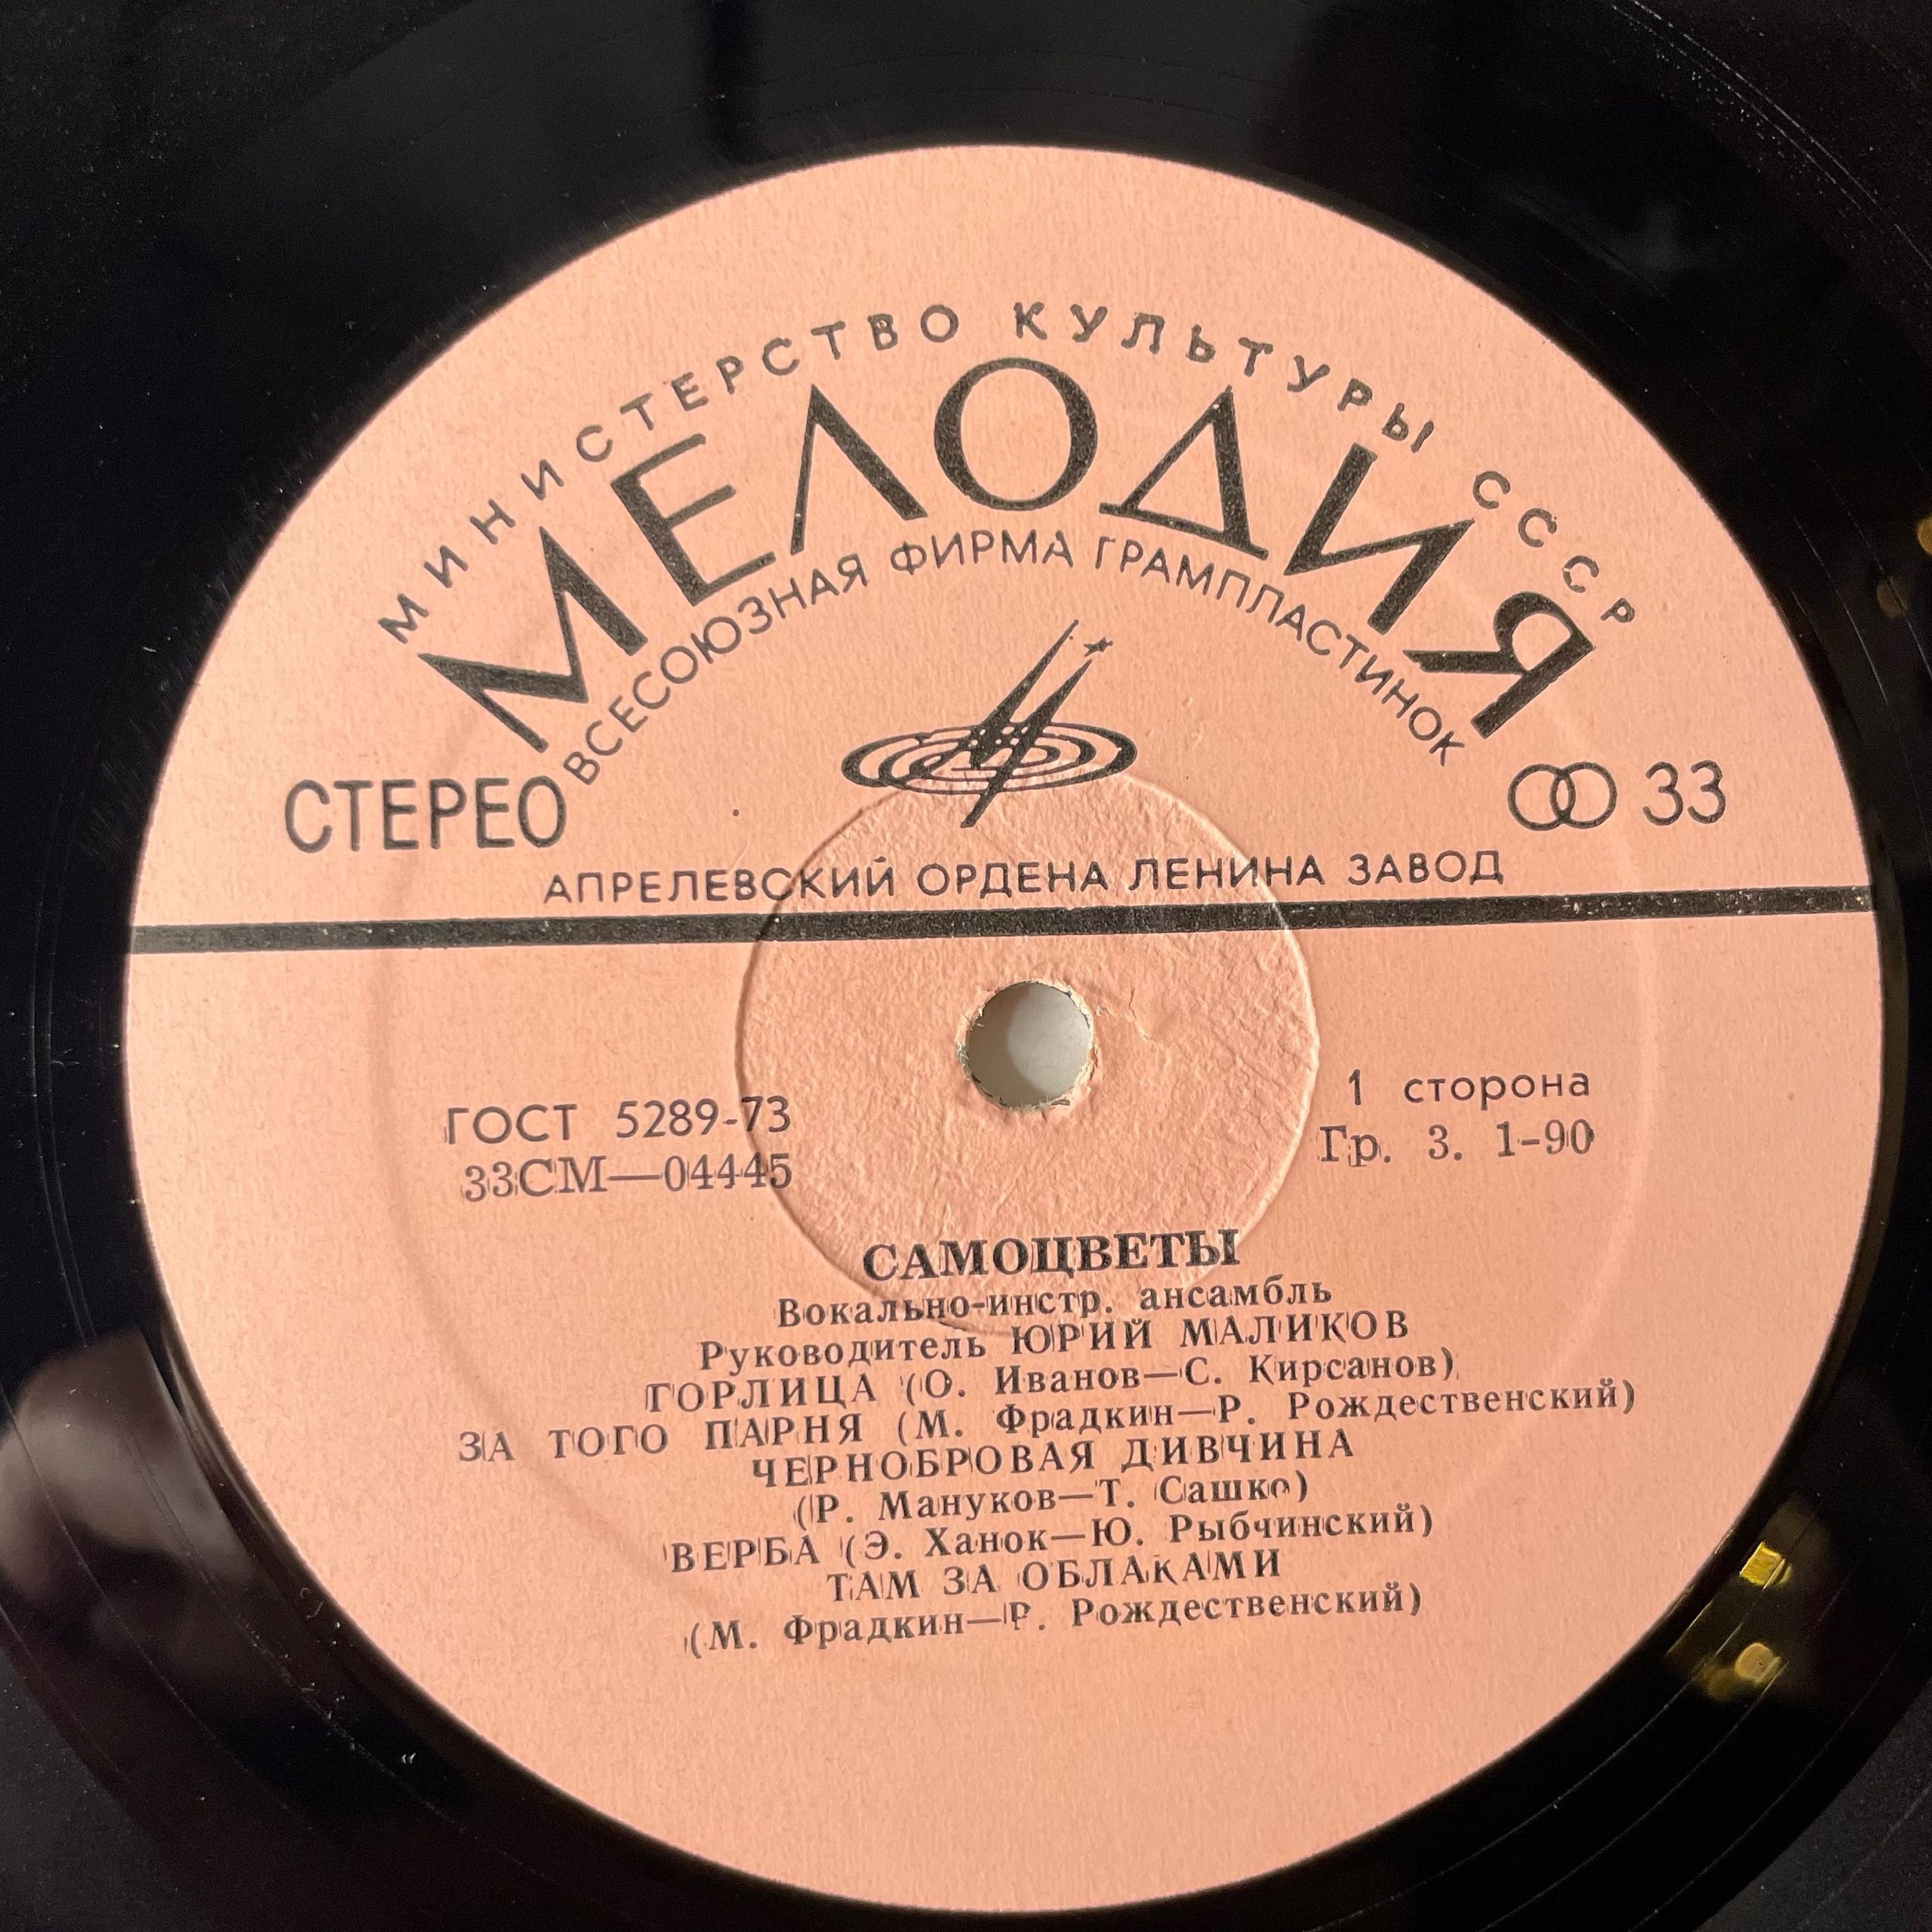 МИНИСТЕРСТВО КУЛЬТУРЫ СССР
МЕЛОДИЯ
ВСЕСОЮЗНАЯ ФИРМА ГРАМПЛАСТИНОК
СТЕРЕО
33
АПРЕЛЕВСКИЙ ОРДЕНА ЛЕНИНА ЗАВОД
ГОСТ 5289-73
33СМ—04445
1 сторона
Гр. 3. 1-90
САМОЦВЕТЫ
Вокально-инстр. ансамбль
Руководитель ЮРИЙ МАЛИКОВ
ГОРЛИЦА (О. Иванов—С. Кирсанов)
ЗА ТОГО ПАРНЯ (М. Фрадкин—Р. Рождественский)
ЧЕРНОБРОВАЯ ДИВЧИНА
(Р. Мануков—Т. Сашко)
ВЕРБА (Э. Ханок—Ю. Рыбчинский)
ТАМ ЗА ОБЛАКАМИ
(М. Фрадкин—Р. Рождественский)